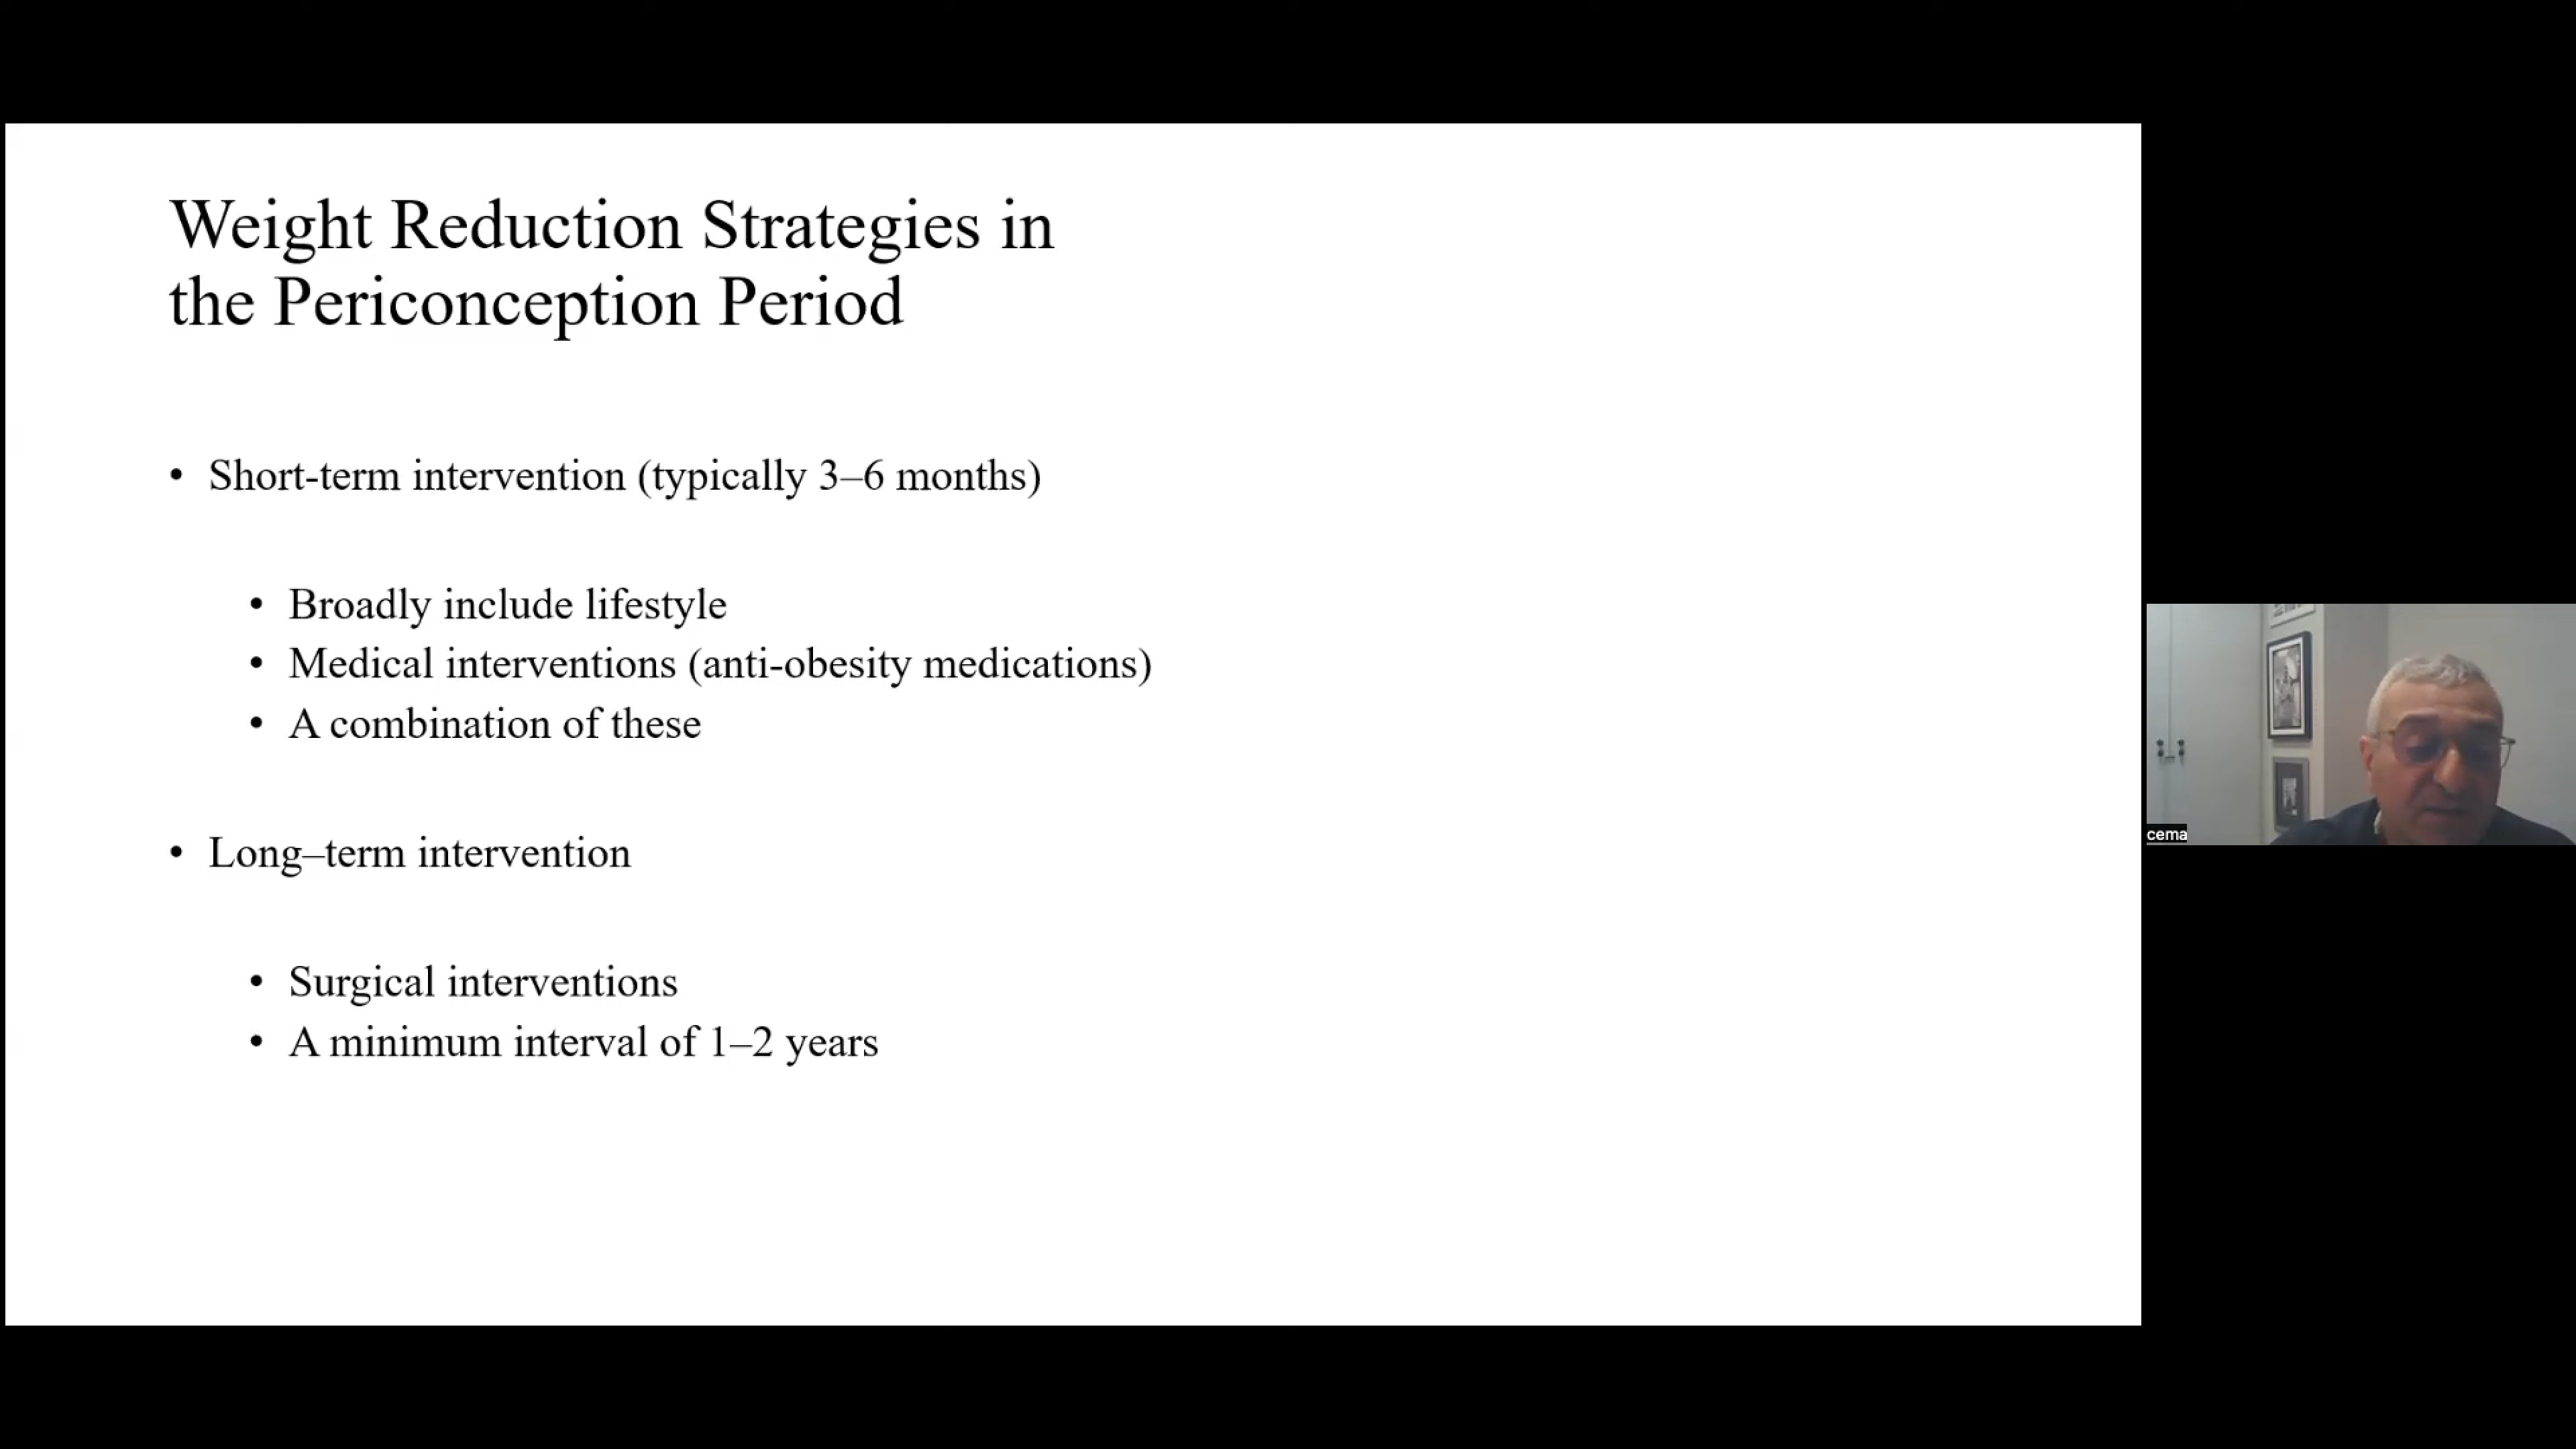 Weight Reduction Strategies in
the Periconception Period
• Short-term intervention (typically 3–6 months)
• Broadly include lifestyle
• Medical interventions (anti-obesity medications)
• A combination of these
• Long–term intervention
• Surgical interventions
• A minimum interval of 1–2 years
cema